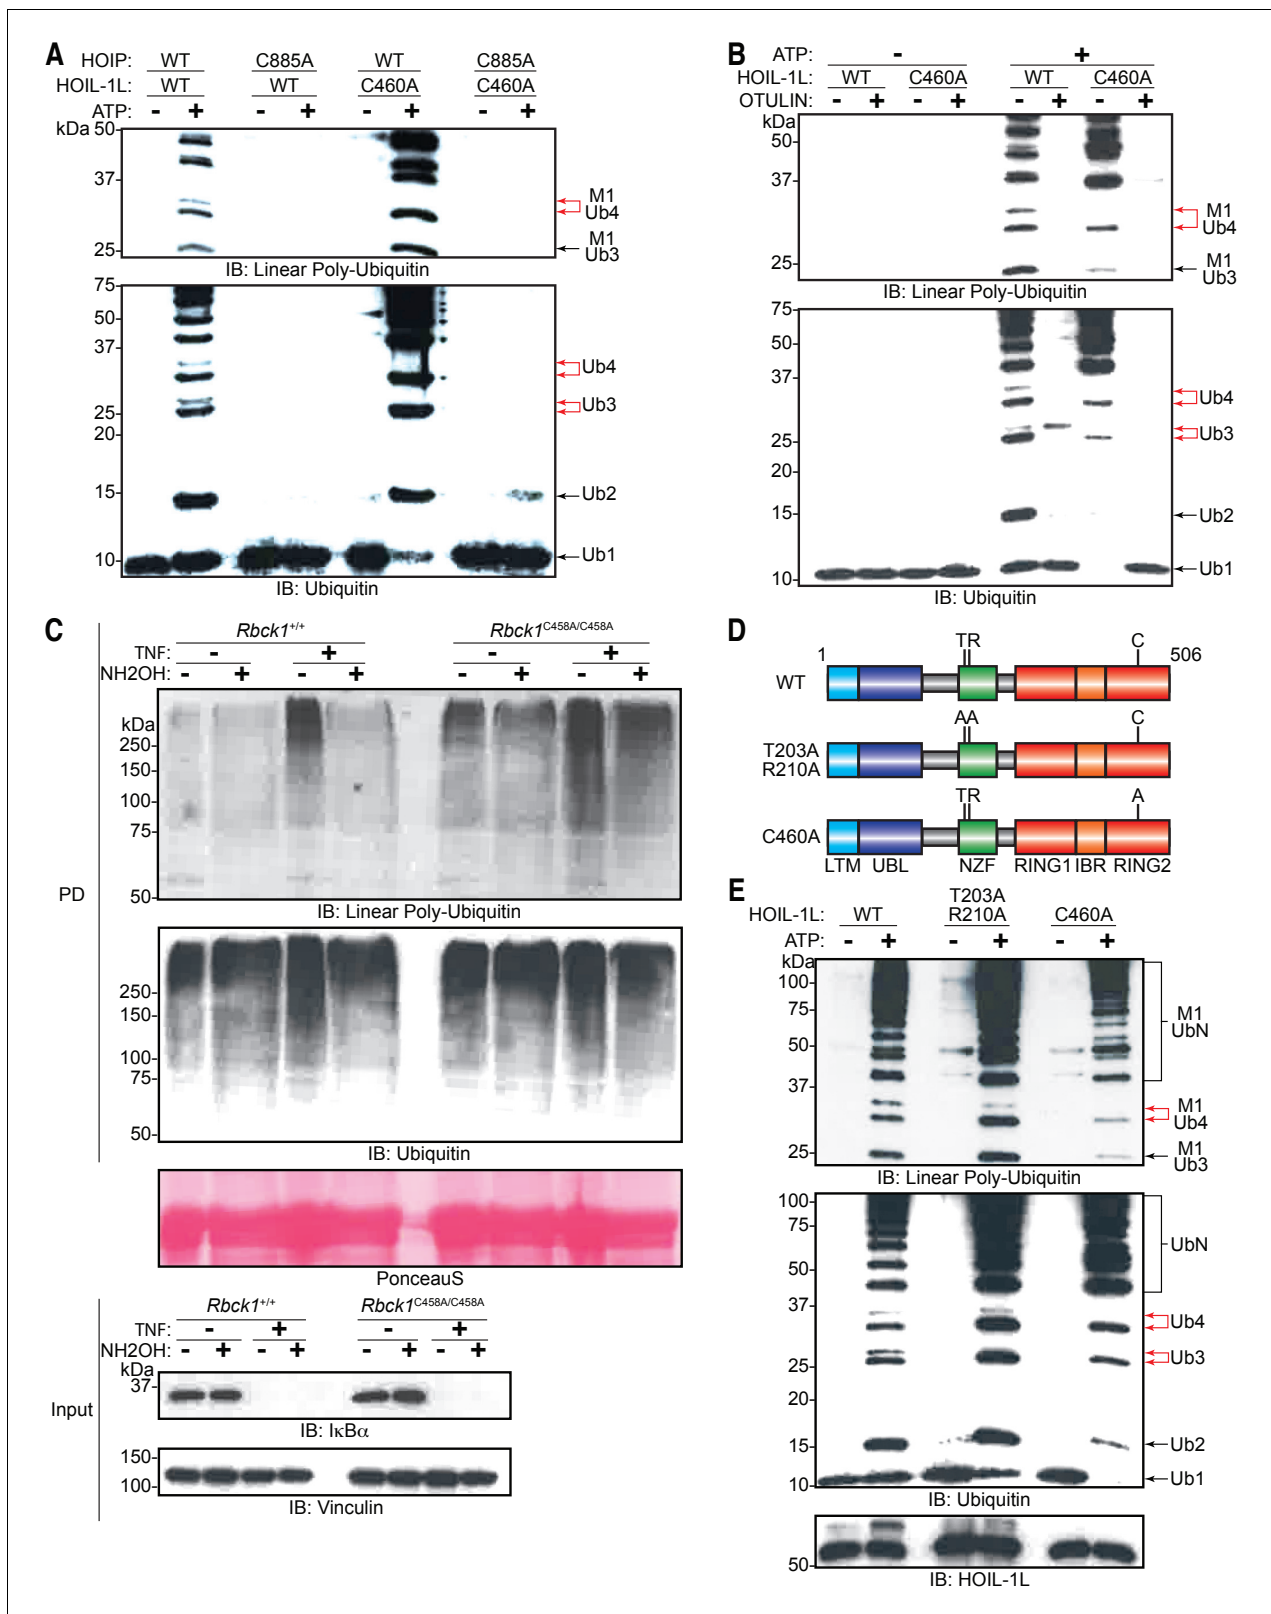 A
HOIP: WT C885A WT C885A
HOIL-1L: WT WT C460A C460A
ATP: - + - + - + - +
kDa 50
37
25
M1
Ub4
M1
Ub3
IB: Linear Poly-Ubiquitin
75
50
37
25
20
15
10
Ub4
Ub3
Ub2
Ub1
IB: Ubiquitin
B
ATP: - +
HOIL-1L: WT C460A WT C460A
OTULIN: - + - + - + - +
kDa
50
37
25
M1
Ub4
M1
Ub3
IB: Linear Poly-Ubiquitin
75
50
37
25
15
10
Ub4
Ub3
Ub2
Ub1
IB: Ubiquitin
C
Rbck1+/+ Rbck1C458A/C458A
TNF: - + - +
NH2OH: - + - + - + - +
kDa
250
150
100
75
50
IB: Linear Poly-Ubiquitin
PD
250
150
100
75
50
IB: Ubiquitin
PonceauS
Rbck1+/+ Rbck1C458A/C458A
TNF: - + - +
NH2OH: - + - + - + - +
kDa
37
Input
IB: IκBα
150
100
IB: Vinculin
D
TR C
1 506
WT
AA C
T203A
R210A
TR A
C460A
LTM UBL NZF RING1 IBR RING2
E
T203A
HOIL-1L: WT R210A C460A
ATP: - + - + - +
kDa
100
75
50
37
25
M1
UbN
M1
Ub4
M1
Ub3
IB: Linear Poly-Ubiquitin
100
75
50
37
25
20
15
10
UbN
Ub4
Ub3
Ub2
Ub1
IB: Ubiquitin
50
IB: HOIL-1L